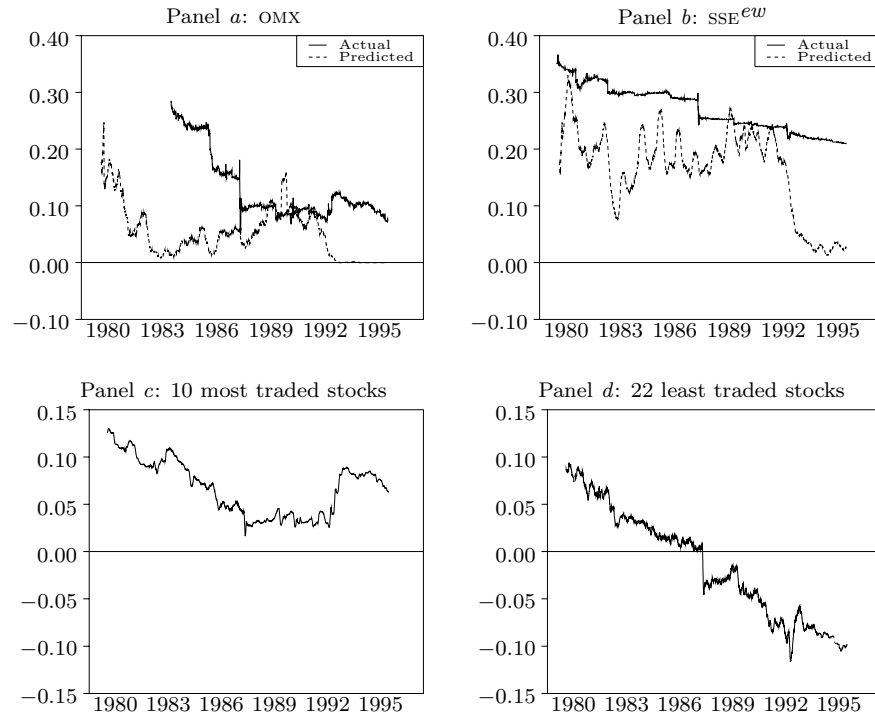 Panel a: OMX
Actual
Predicted
0.40
0.30
0.20
0.10
0.00
−0.10
1980 1983 1986 1989 1992 1995
Panel b: SSE^ew
Actual
Predicted
0.40
0.30
0.20
0.10
0.00
−0.10
1980 1983 1986 1989 1992 1995
Panel c: 10 most traded stocks
0.15
0.10
0.05
0.00
−0.05
−0.10
−0.15
1980 1983 1986 1989 1992 1995
Panel d: 22 least traded stocks
0.15
0.10
0.05
0.00
−0.05
−0.10
−0.15
1980 1983 1986 1989 1992 1995